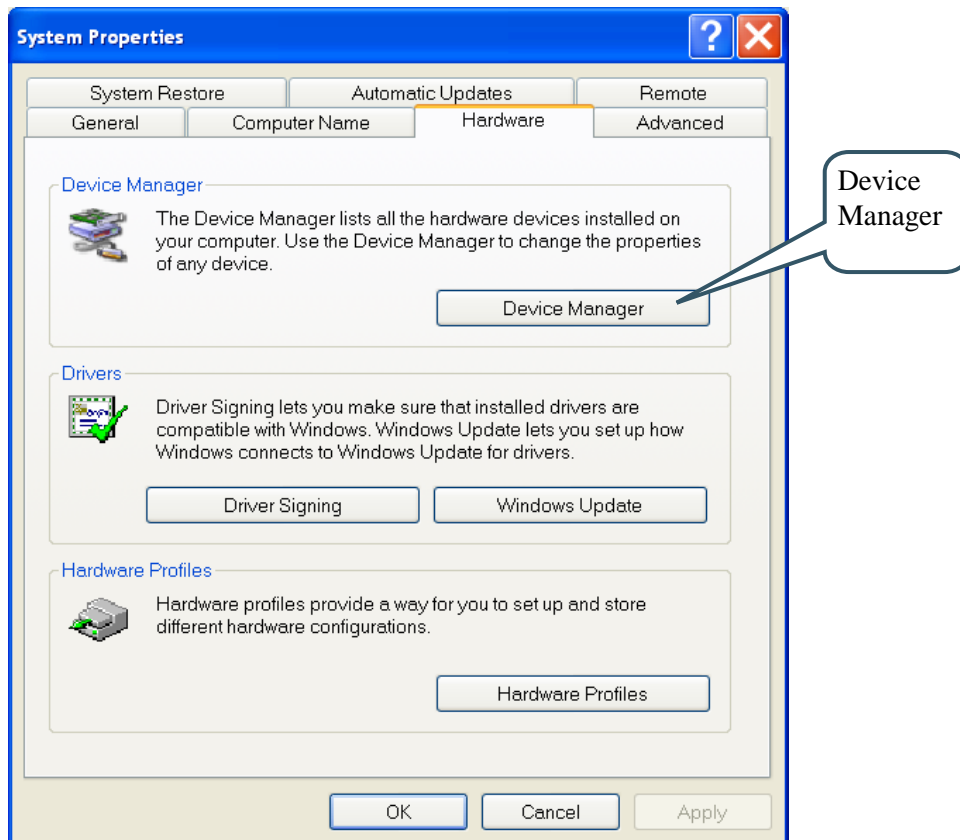 System Properties
System Restore
Automatic Updates
Remote
General
Computer Name
Hardware
Advanced
Device Manager
The Device Manager lists all the hardware devices installed on
your computer. Use the Device Manager to change the properties
of any device.
Device Manager
Device
Manager
Drivers
Driver Signing lets you make sure that installed drivers are
compatible with Windows. Windows Update lets you set up how
Windows connects to Windows Update for drivers.
Driver Signing
Windows Update
Hardware Profiles
Hardware profiles provide a way for you to set up and store
different hardware configurations.
Hardware Profiles
OK
Cancel
Apply